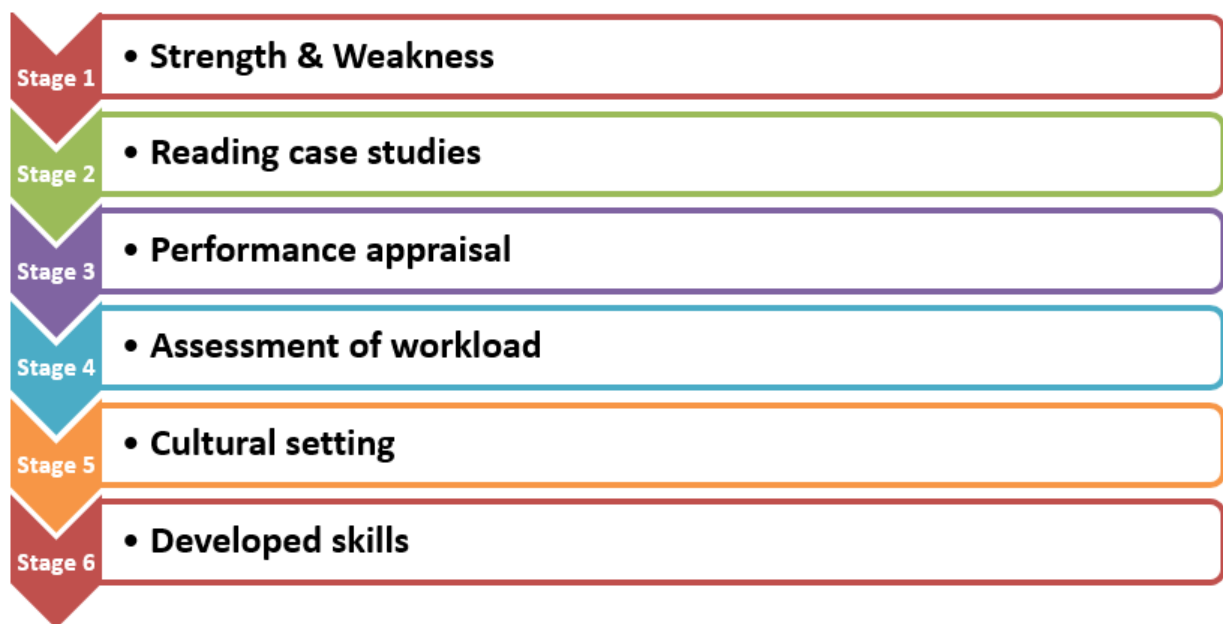 Stage 1
• Strength & Weakness
Stage 2
• Reading case studies
Stage 3
• Performance appraisal
Stage 4
• Assessment of workload
Stage 5
• Cultural setting
Stage 6
• Developed skills